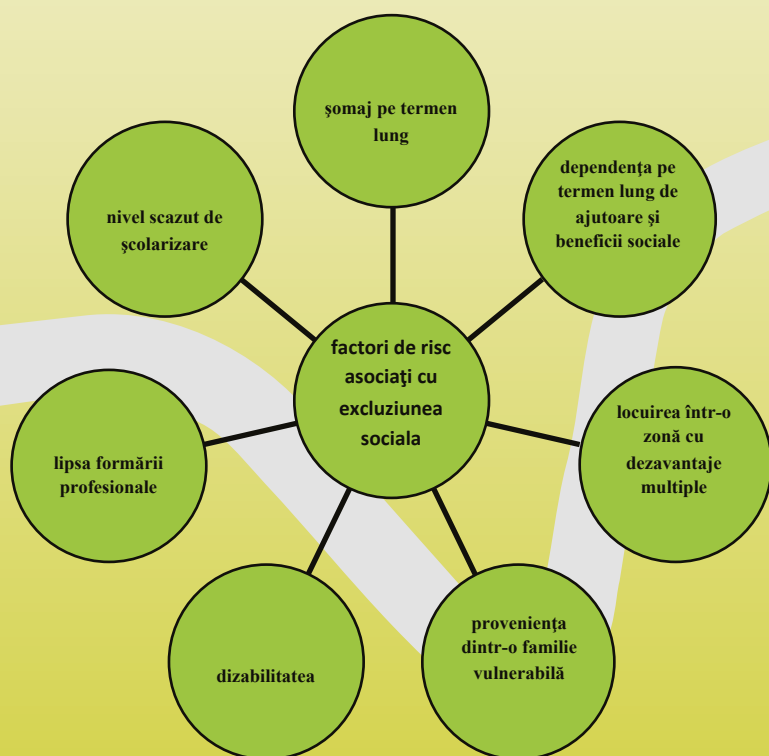 şomaj pe termen
lung
dependenţa pe
termen lung de
ajutoare şi
beneficii sociale
locuirea într-o
zonă cu
dezavantaje
multiple
provenienţa
dintr-o familie
vulnerabilă
dizabilitatea
lipsa formării
profesionale
nivel scazut de
şcolarizare
factori de risc
asociaţi cu
excluziunea
sociala